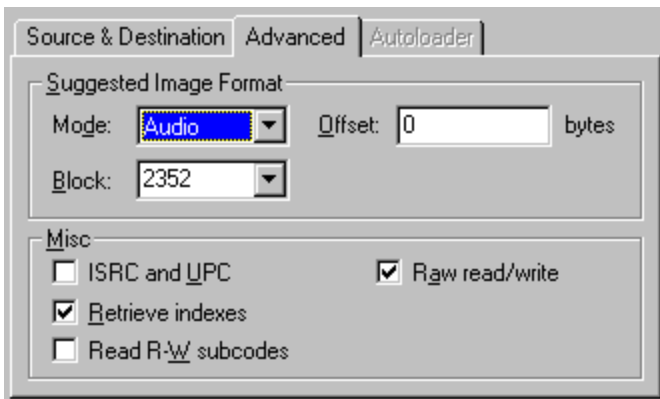 Source & Destination Advanced Autoloader
Suggested Image Format
Mode: Audio Offset: 0 bytes
Block: 2352
Misc
ISRC and UPC Raw read/write
Retrieve indexes
Read R-W subcodes